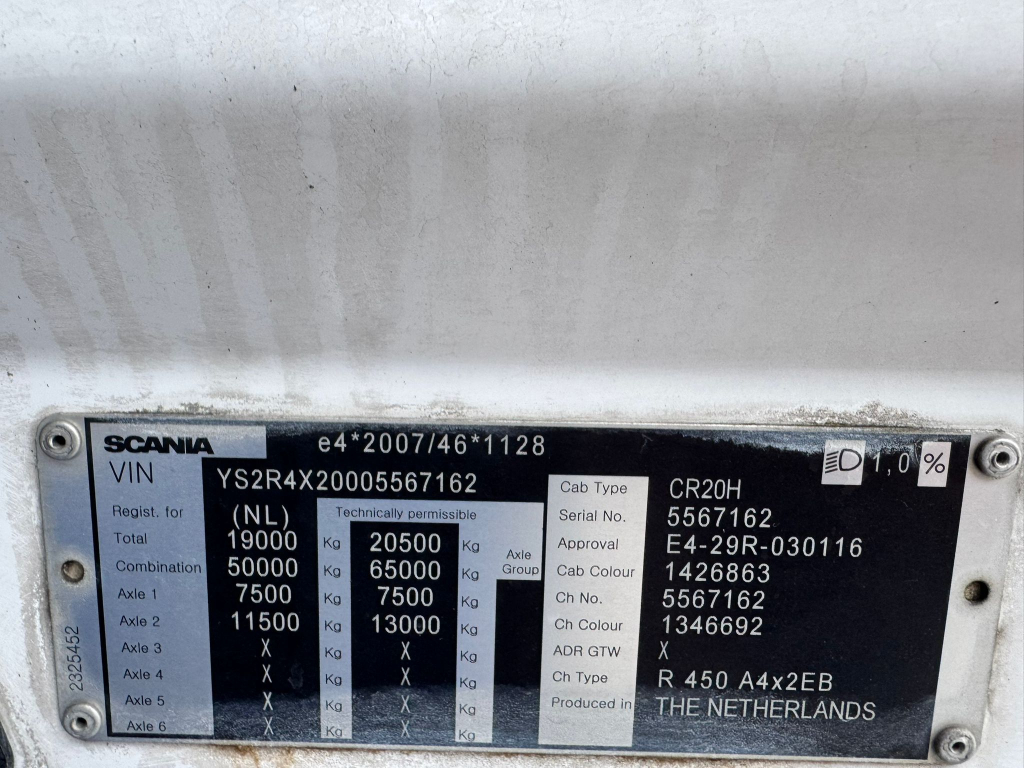 SCANIA e4*2007/46*1128
1,0 %
VIN YS2R4X20005567162
Regist. for (NL) Technically permissible
Total 19000 Kg 20500 Kg
Combination 50000 Kg 65000 Kg Axle Group
Axle 1 7500 Kg 7500 Kg
Axle 2 11500 Kg 13000 Kg
Axle 3 X Kg X Kg
Axle 4 X Kg X Kg
Axle 5 X Kg X Kg
Axle 6 X Kg X Kg
Cab Type CR20H
Serial No. 5567162
Approval E4-29R-030116
Cab Colour 1426863
Ch No. 5567162
Ch Colour 1346692
ADR GTW X
Ch Type R 450 A4x2EB
Produced in THE NETHERLANDS
2325452